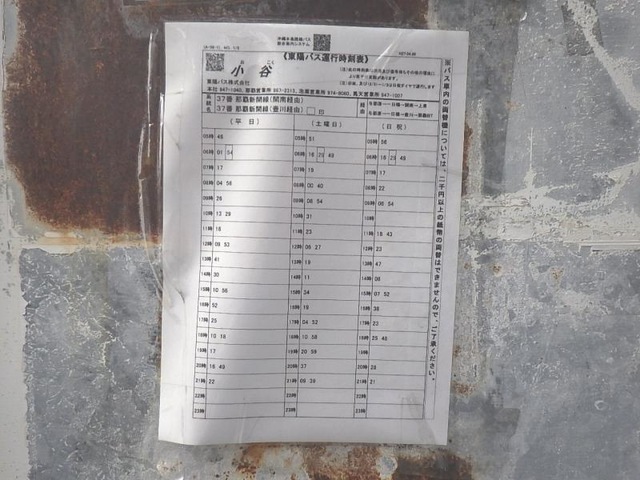 沖縄本島路線バス
《東陽バス運行時刻表》
小谷
東陽バス株式会社
37番 那覇新開線(開南経由)
37番 那覇新開線(壺川経由)
(平日) (土曜日) (日祝)
05時 48 05時 51 05時 56
06時 01 54 06時 18 29 49 06時 18 29 49
07時 17 07時 19 07時 17
08時 04 56 08時 00 40 08時 22
09時 26 09時 08 54 09時 08 54
10時 13 29 10時 31 10時
11時 16 11時 23 11時 18 43
12時 09 52 12時 06 27 12時 23
13時 41 13時 19 13時 47
14時 30 14時 11 14時 08
15時 10 56 15時 34 15時 07 52
16時 52 16時 19 16時 38
17時 25 17時 04 52 17時 22
18時 10 18 18時 10 58 18時 29 46
19時 17 19時 20 59 19時
20時 16 49 20時 37 20時 28
21時 22 21時 09 39 21時 21
22時 22時 22時
23時 23時 23時
※バス車内の両替機については、二千円以上の紙幣の両替はできませんので、ご了承ください。